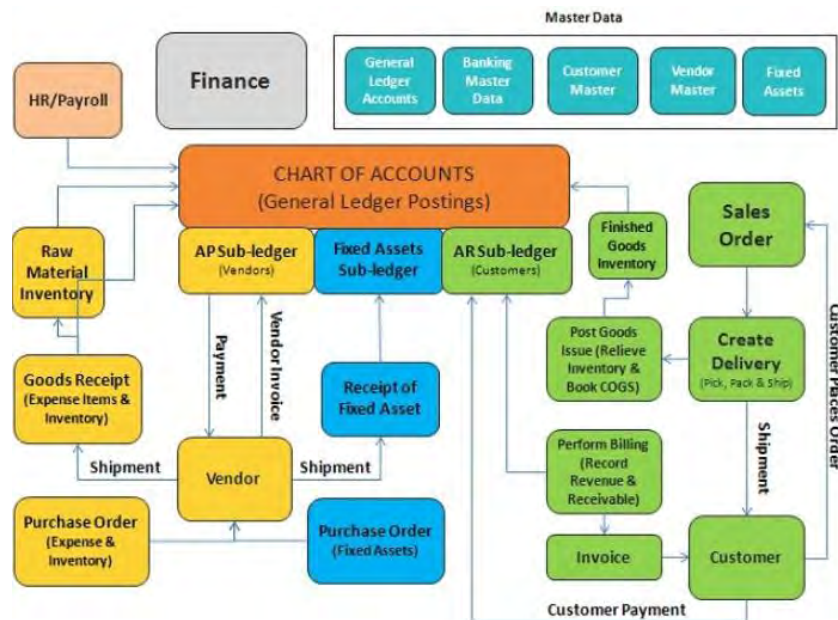 Master Data
General
Ledger
Accounts
Banking
Master
Data
Customer
Master
Vendor
Master
Fixed
Assets
Finance
HR/Payroll
CHART OF ACCOUNTS
(General Ledger Postings)
AP Sub-ledger
(Vendors)
Fixed Assets
Sub-ledger
AR Sub-ledger
(Customers)
Raw
Material
Inventory
Finished
Goods
Inventory
Sales
Order
Payment
Vendor Invoice
Goods Receipt
(Expense Items &
Inventory)
Receipt of
Fixed Asset
Post Goods
Issue (Relieve
Inventory &
Book COGS)
Create
Delivery
(Pick, Pack & Ship)
Customer Places Order
Shipment
Vendor
Shipment
Perform Billing
(Record
Revenue &
Receivable)
Shipment
Purchase Order
(Expense &
Inventory)
Purchase Order
(Fixed Assets)
Invoice
Customer
Customer Payment